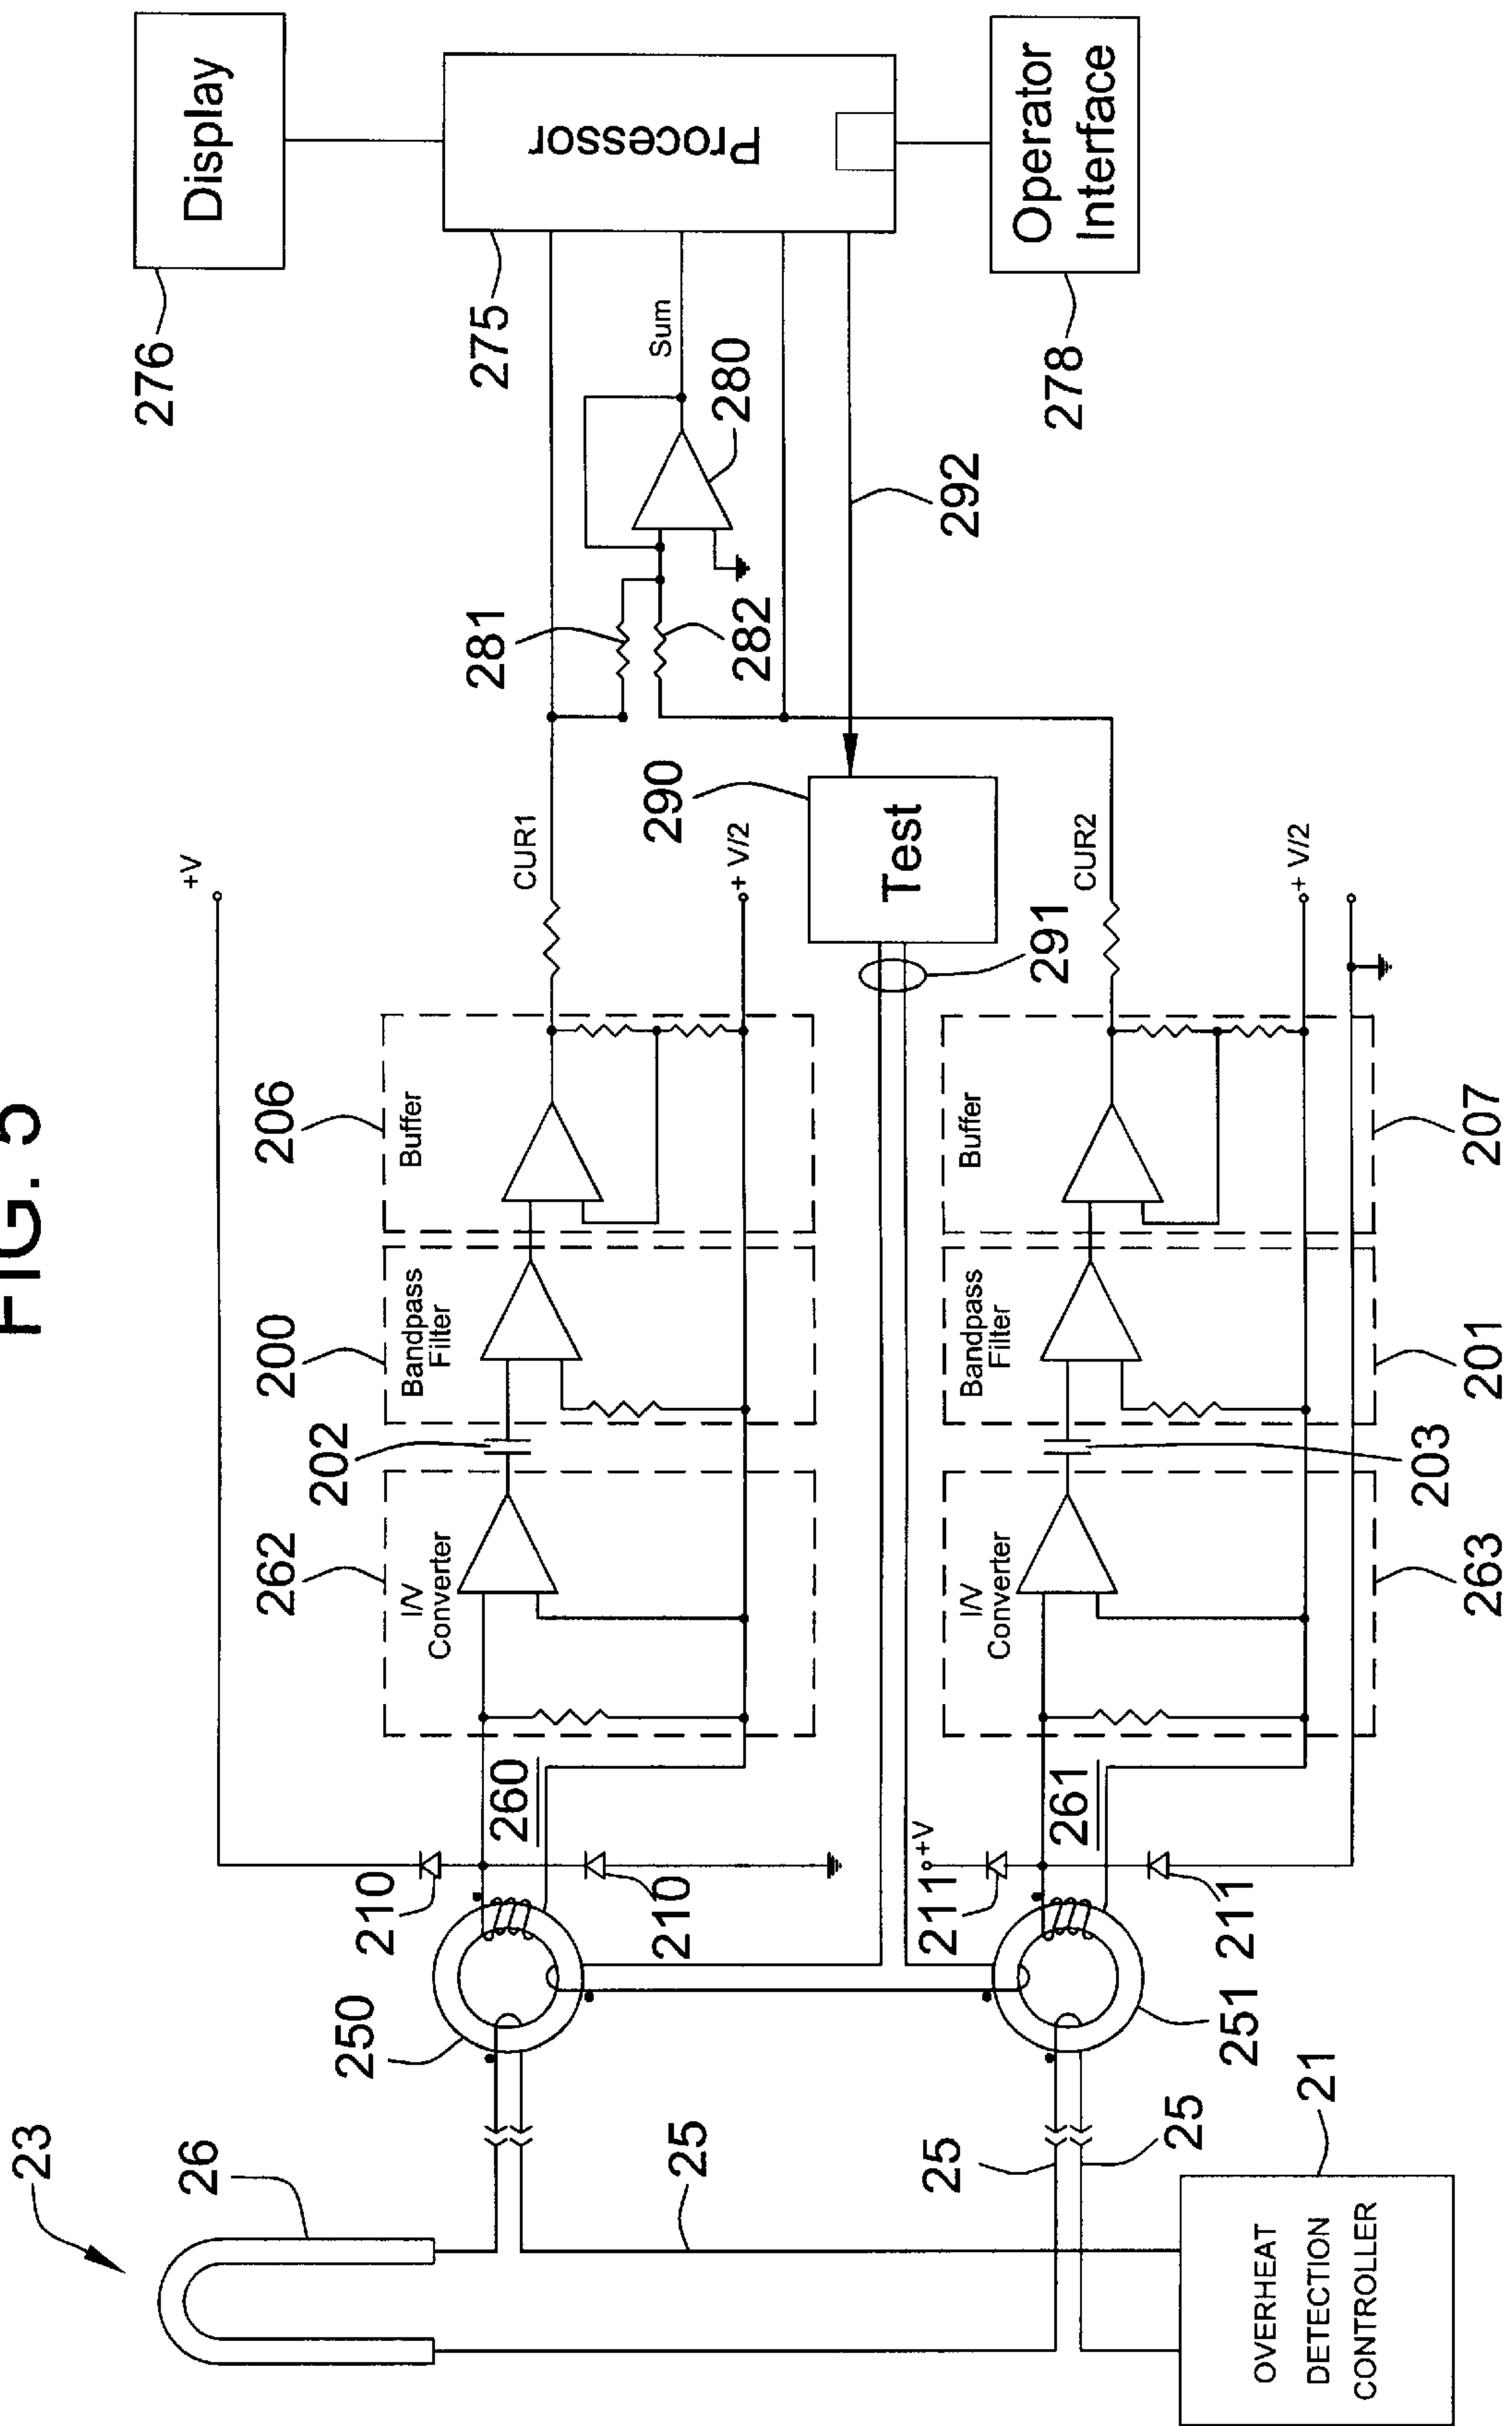 FIG. 5
23
26
25
25
25
21
OVERHEAT
DETECTION
CONTROLLER
250
251
210
210
211
211
+V
+V
260
261
262
I/V
Converter
202
200
Bandpass
Filter
206
Buffer
CUR1
+ V/2
263
I/V
Converter
203
201
Bandpass
Filter
207
Buffer
CUR2
+ V/2
291
290
Test
292
281
282
280
Sum
275
Processor
276
Display
278
Operator
Interface